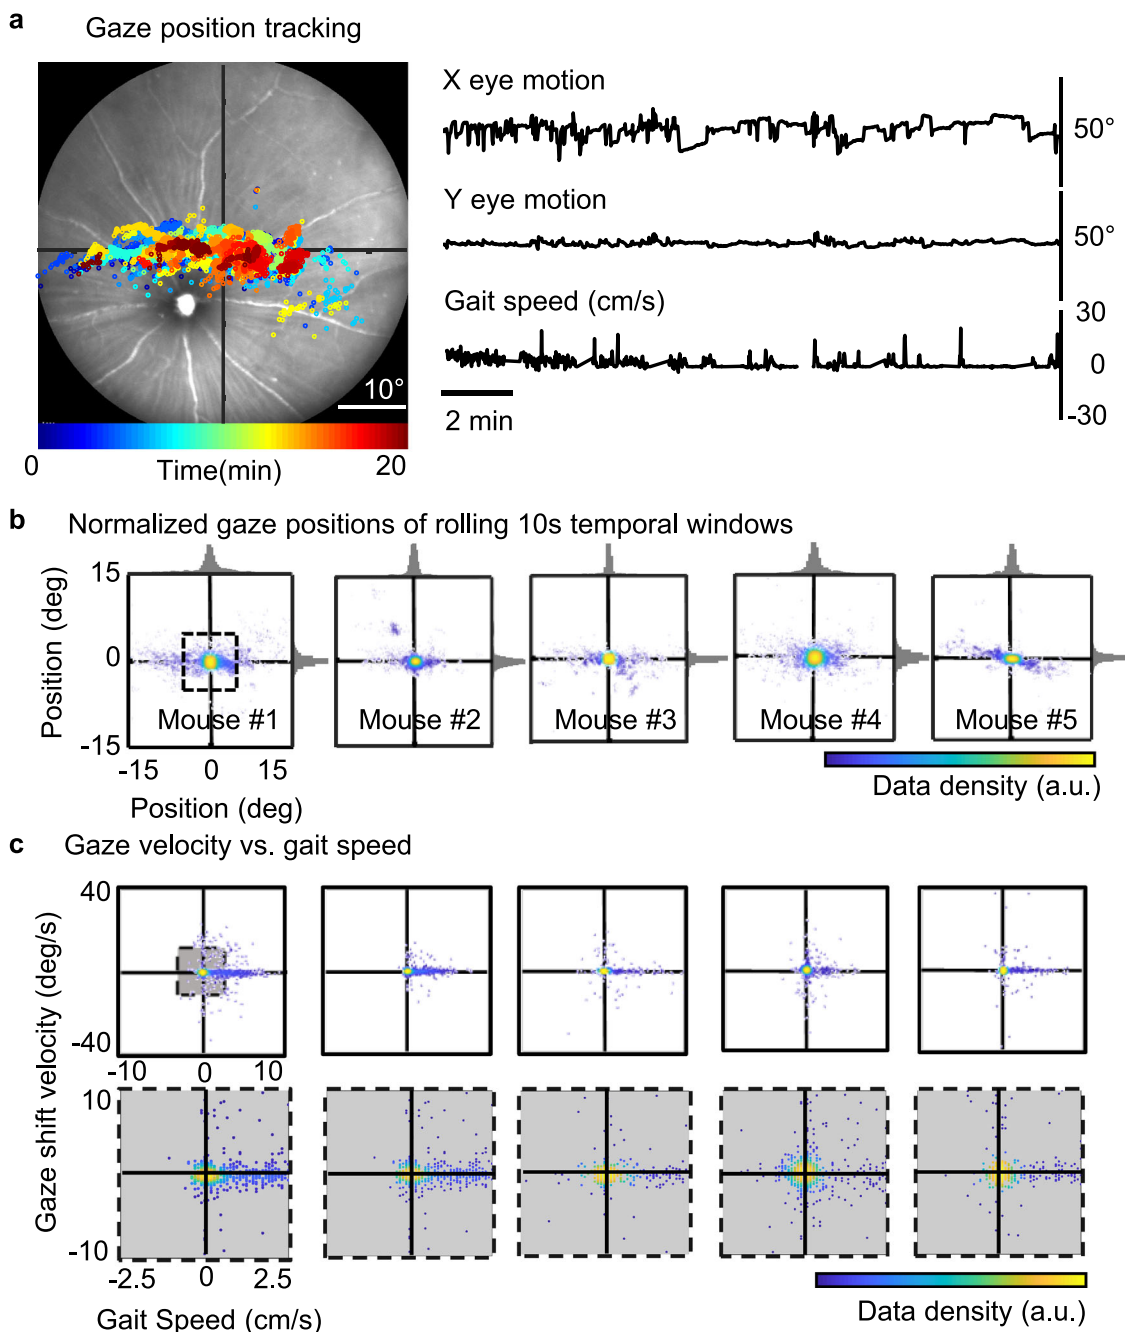 a
Gaze position tracking
X eye motion
50°
Y eye motion
50°
Gait speed (cm/s)
30
0
-30
2 min
10°
0
20
Time(min)
b
Normalized gaze positions of rolling 10s temporal windows
Position (deg)
15
0
-15
Mouse #1
Mouse #2
Mouse #3
Mouse #4
Mouse #5
-15
0
15
Position (deg)
Data density (a.u.)
c
Gaze velocity vs. gait speed
Gaze shift velocity (deg/s)
40
-40
-10
0
10
10
-10
-2.5
0
2.5
Gait Speed (cm/s)
Data density (a.u.)